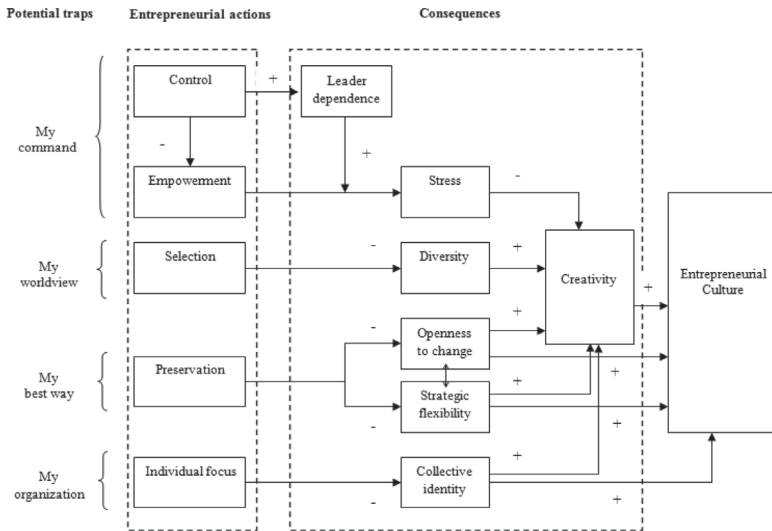 Potential traps
Entrepreneurial actions
Consequences
Control
+
Leader
dependence
My
command
-
+
Empowerment
Stress
-
My
worldview
Selection
-
Diversity
+
Creativity
+
Entrepreneurial
Culture
-
Openness
to change
+
My
best way
Preservation
+
-
Strategic
flexibility
+
+
My
organization
Individual focus
-
Collective
identity
+
+